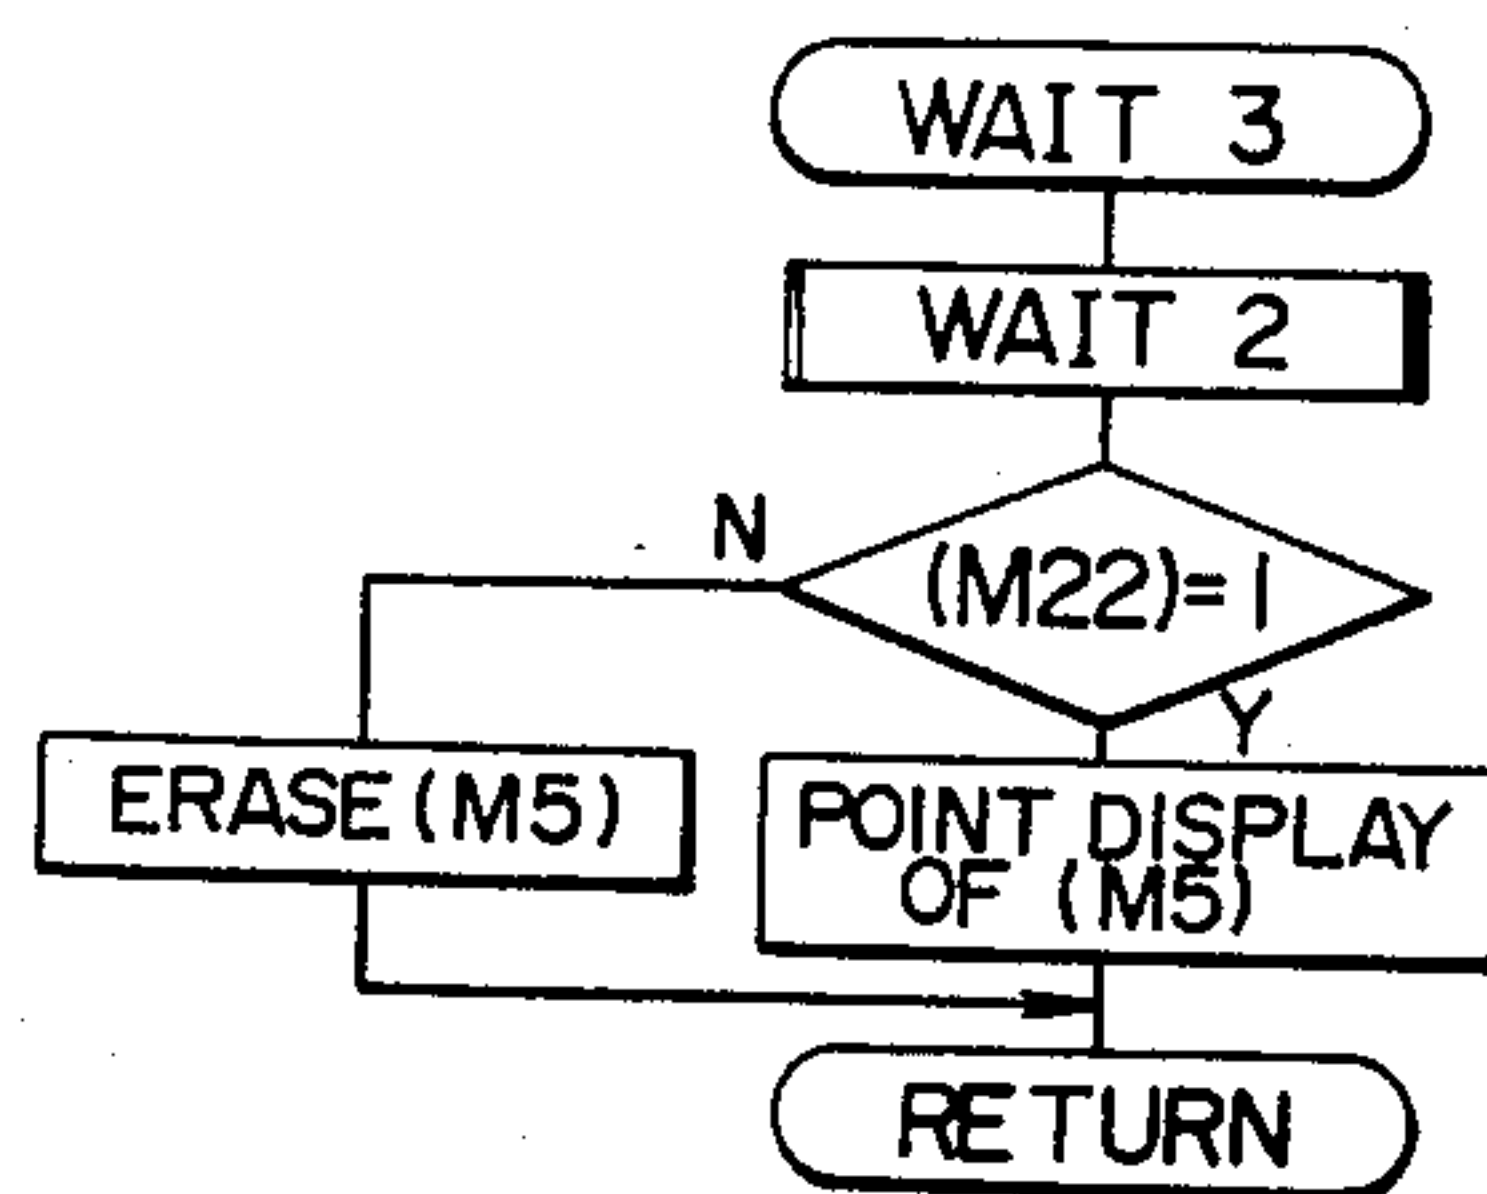 WAIT 3
WAIT 2
N
(M22)=1
Y
ERASE(M5)
POINT DISPLAY
OF (M5)
RETURN